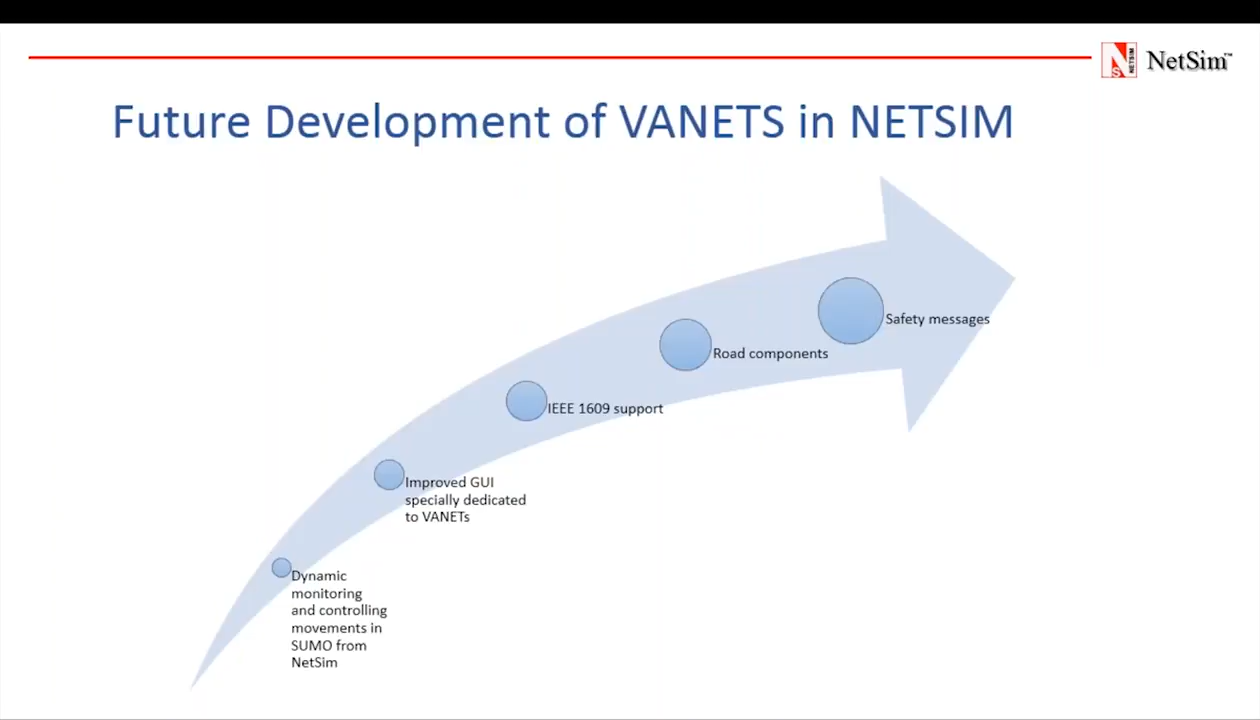 NETSIM
NetSim™
Future Development of VANETS in NETSIM
Safety messages
Road components
IEEE 1609 support
Improved GUI
specially dedicated
to VANETs
Dynamic
monitoring
and controlling
movements in
SUMO from
NetSim